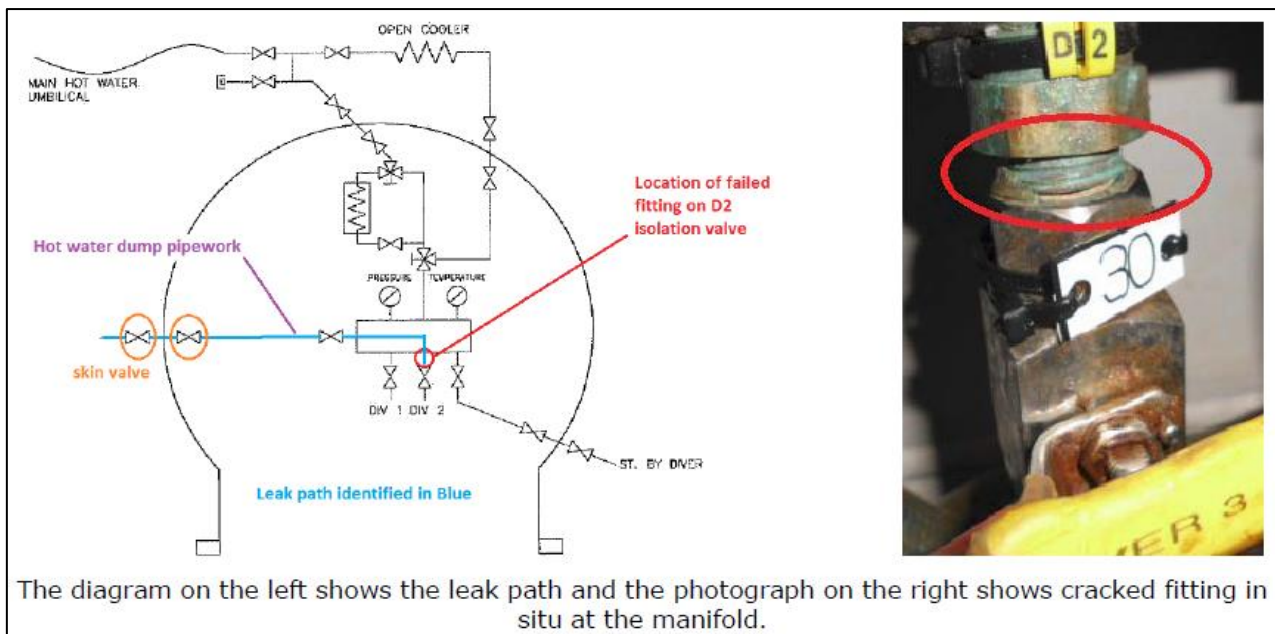 OPEN COOLER
MAIN HOT WATER
UMBILICAL
Location of failed
fitting on D2
isolation valve
Hot water dump pipework
PRESSURE
TEMPERATURE
skin valve
DIV 1
DIV 2
ST. BY DIVER
Leak path identified in Blue
D 2
30
VER 3
The diagram on the left shows the leak path and the photograph on the right shows cracked fitting in
situ at the manifold.